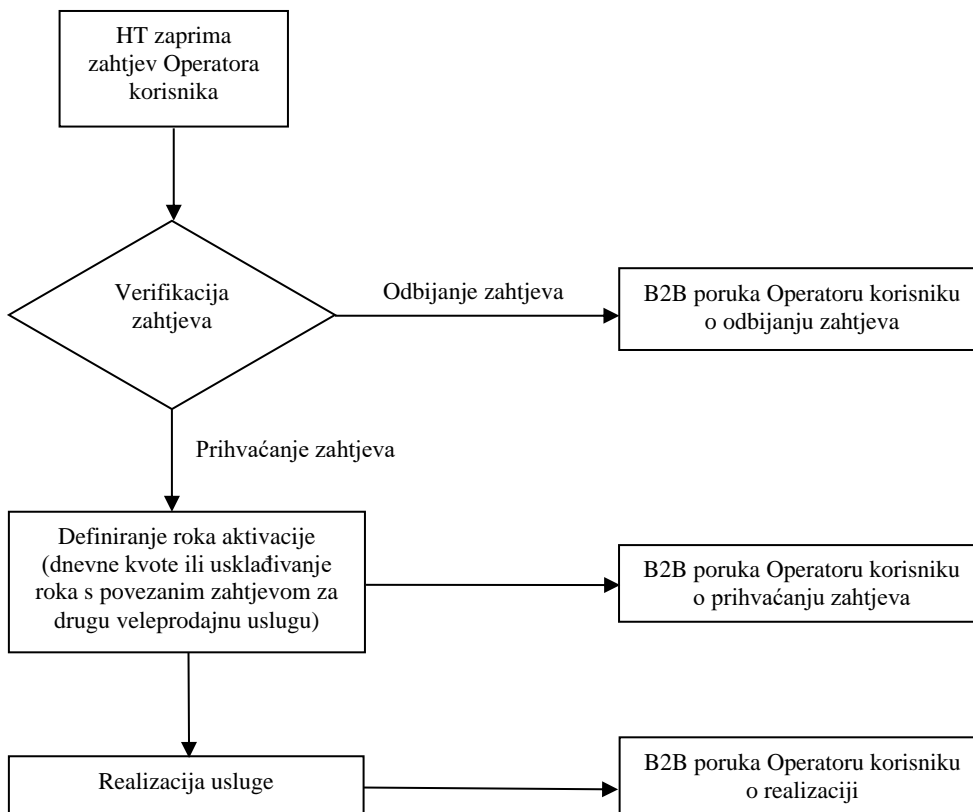 HT zaprima
zahtjev Operatora
korisnika
Verifikacija
zahtjeva
Odbijanje zahtjeva
B2B poruka Operatoru korisniku
o odbijanju zahtjeva
Prihvaćanje zahtjeva
Definiranje roka aktivacije
(dnevne kvote ili usklađivanje
roka s povezanim zahtjevom za
drugu veleprodajnu uslugu)
B2B poruka Operatoru korisniku
o prihvaćanju zahtjeva
Realizacija usluge
B2B poruka Operatoru korisniku
o realizaciji